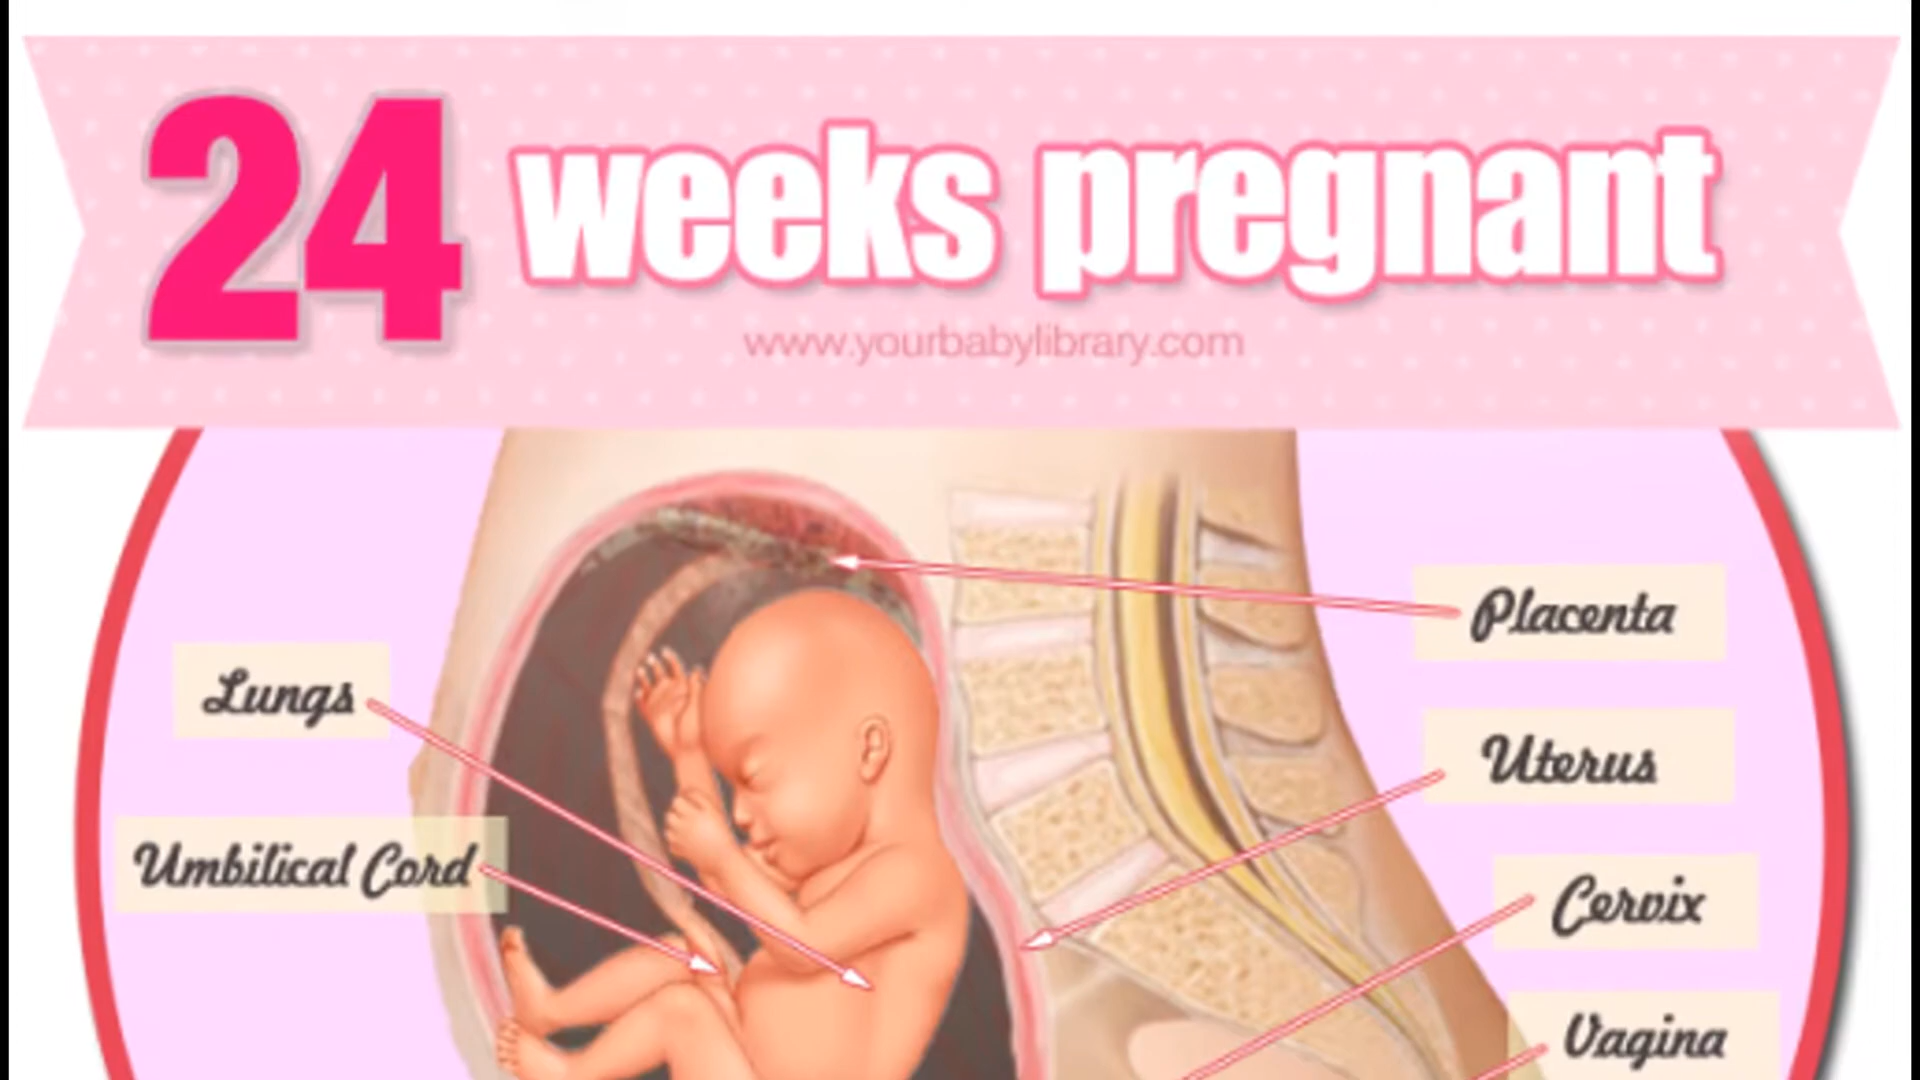 24 weeks pregnant
www.yourbabylibrary.com
Placenta
Lungs
Uterus
Umbilical Cord
Cervix
Vagina